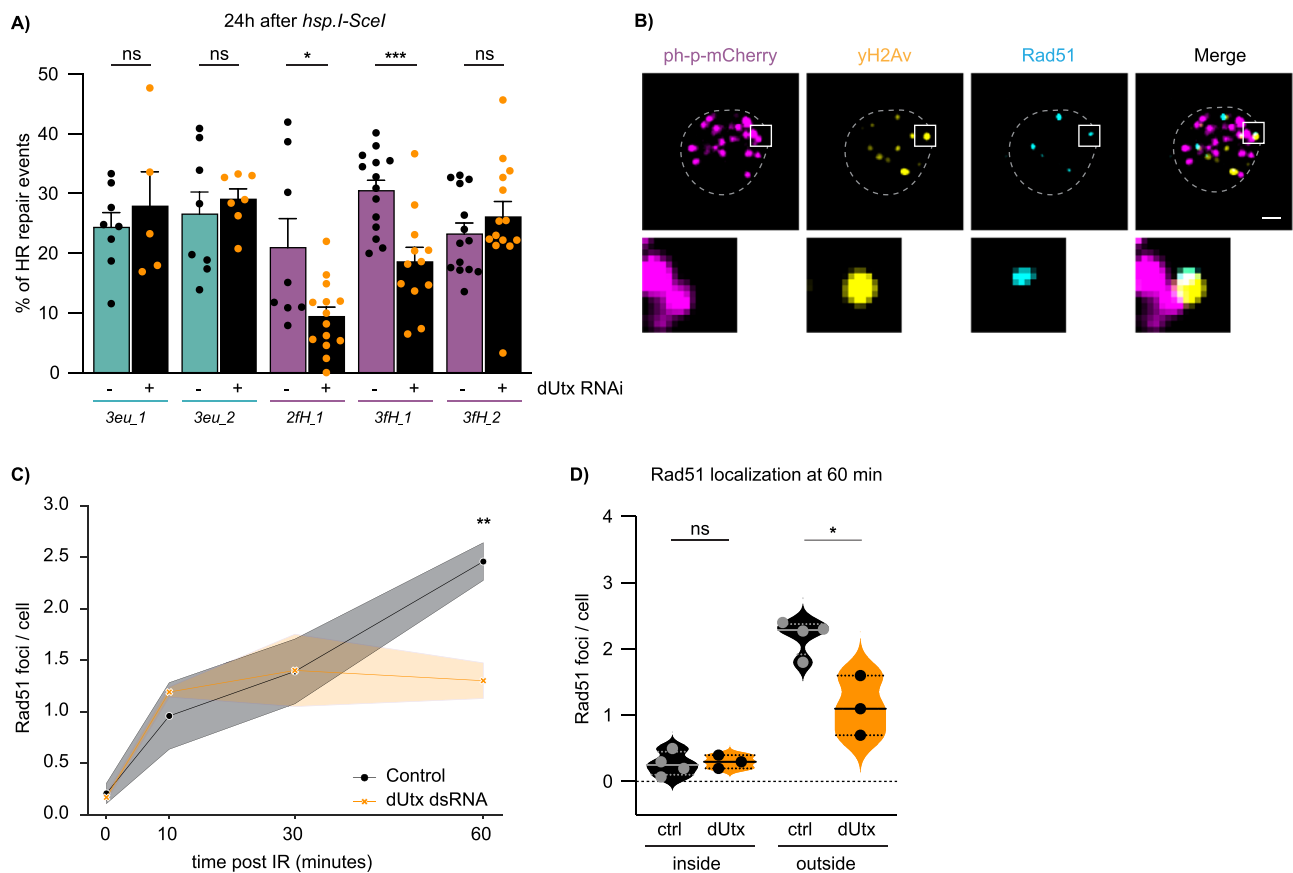 A)
24h after hsp.I-SceI
ns ns * *** ns
% of HR repair events
50
40
30
20
10
0
- + - + - + - + - + dUtx RNAi
3eu_1 3eu_2 2fH_1 3fH_1 3fH_2
B)
ph-p-mCherry yH2Av Rad51 Merge
C)
Rad51 foci / cell
3.0
2.5
2.0
1.5
1.0
0.5
0.0
**
Control
dUtx dsRNA
0 10 30 60
time post IR (minutes)
D)
Rad51 localization at 60 min
ns *
Rad51 foci / cell
4
3
2
1
0
ctrl dUtx ctrl dUtx
inside outside